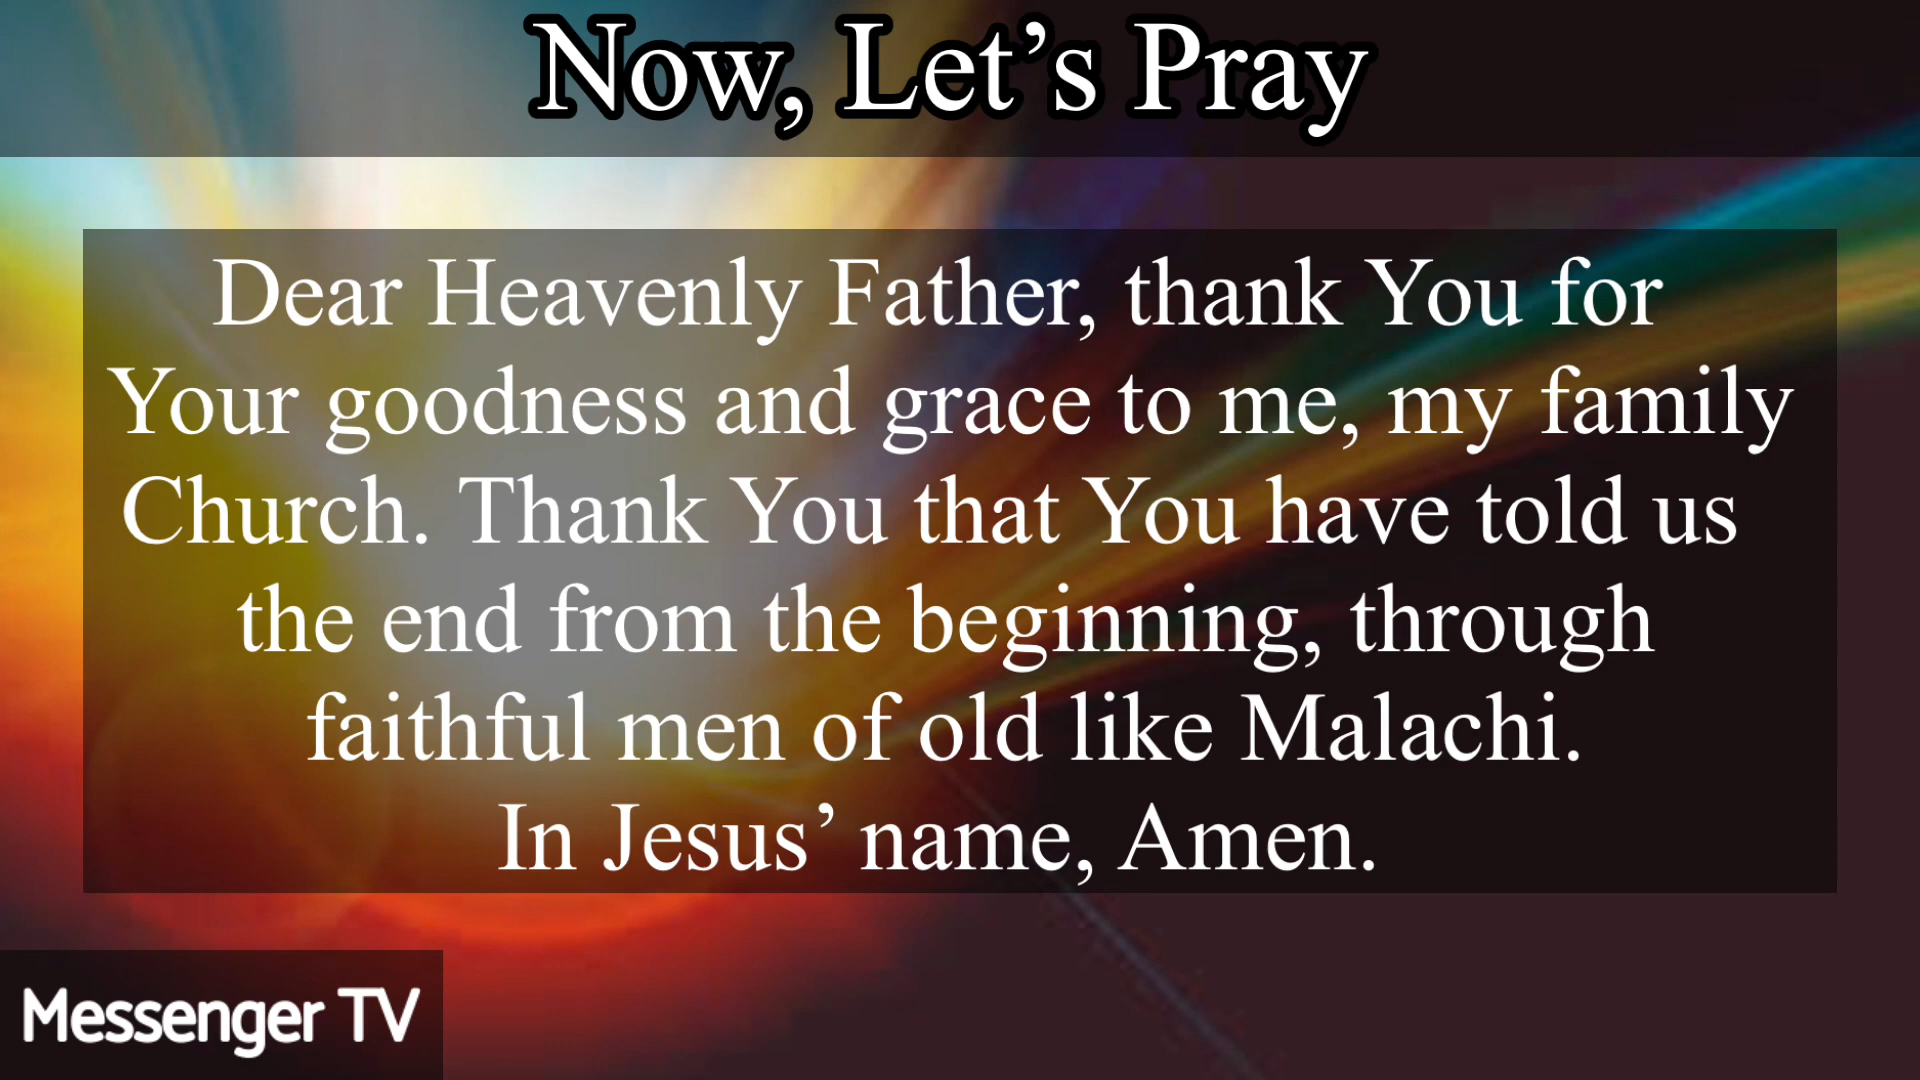 Now, Let’s Pray
Dear Heavenly Father, thank You for
Your goodness and grace to me, my family
Church. Thank You that You have told us
the end from the beginning, through
faithful men of old like Malachi.
In Jesus’ name, Amen.
Messenger TV